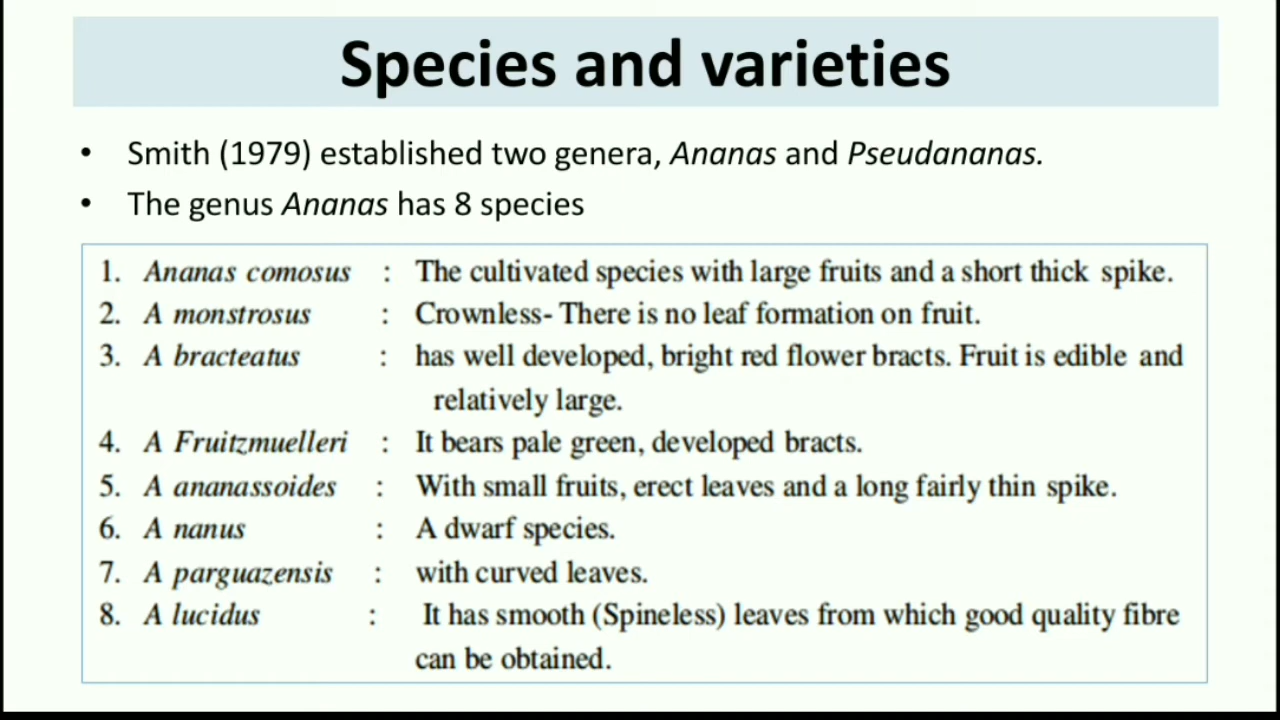 Species and varieties
• Smith (1979) established two genera, Ananas and Pseudananas.
• The genus Ananas has 8 species
1. Ananas comosus : The cultivated species with large fruits and a short thick spike.
2. A monstrosus : Crownless- There is no leaf formation on fruit.
3. A bracteatus : has well developed, bright red flower bracts. Fruit is edible and
relatively large.
4. A Fruitzmuelleri : It bears pale green, developed bracts.
5. A ananassoides : With small fruits, erect leaves and a long fairly thin spike.
6. A nanus : A dwarf species.
7. A parguazensis : with curved leaves.
8. A lucidus : It has smooth (Spineless) leaves from which good quality fibre
can be obtained.